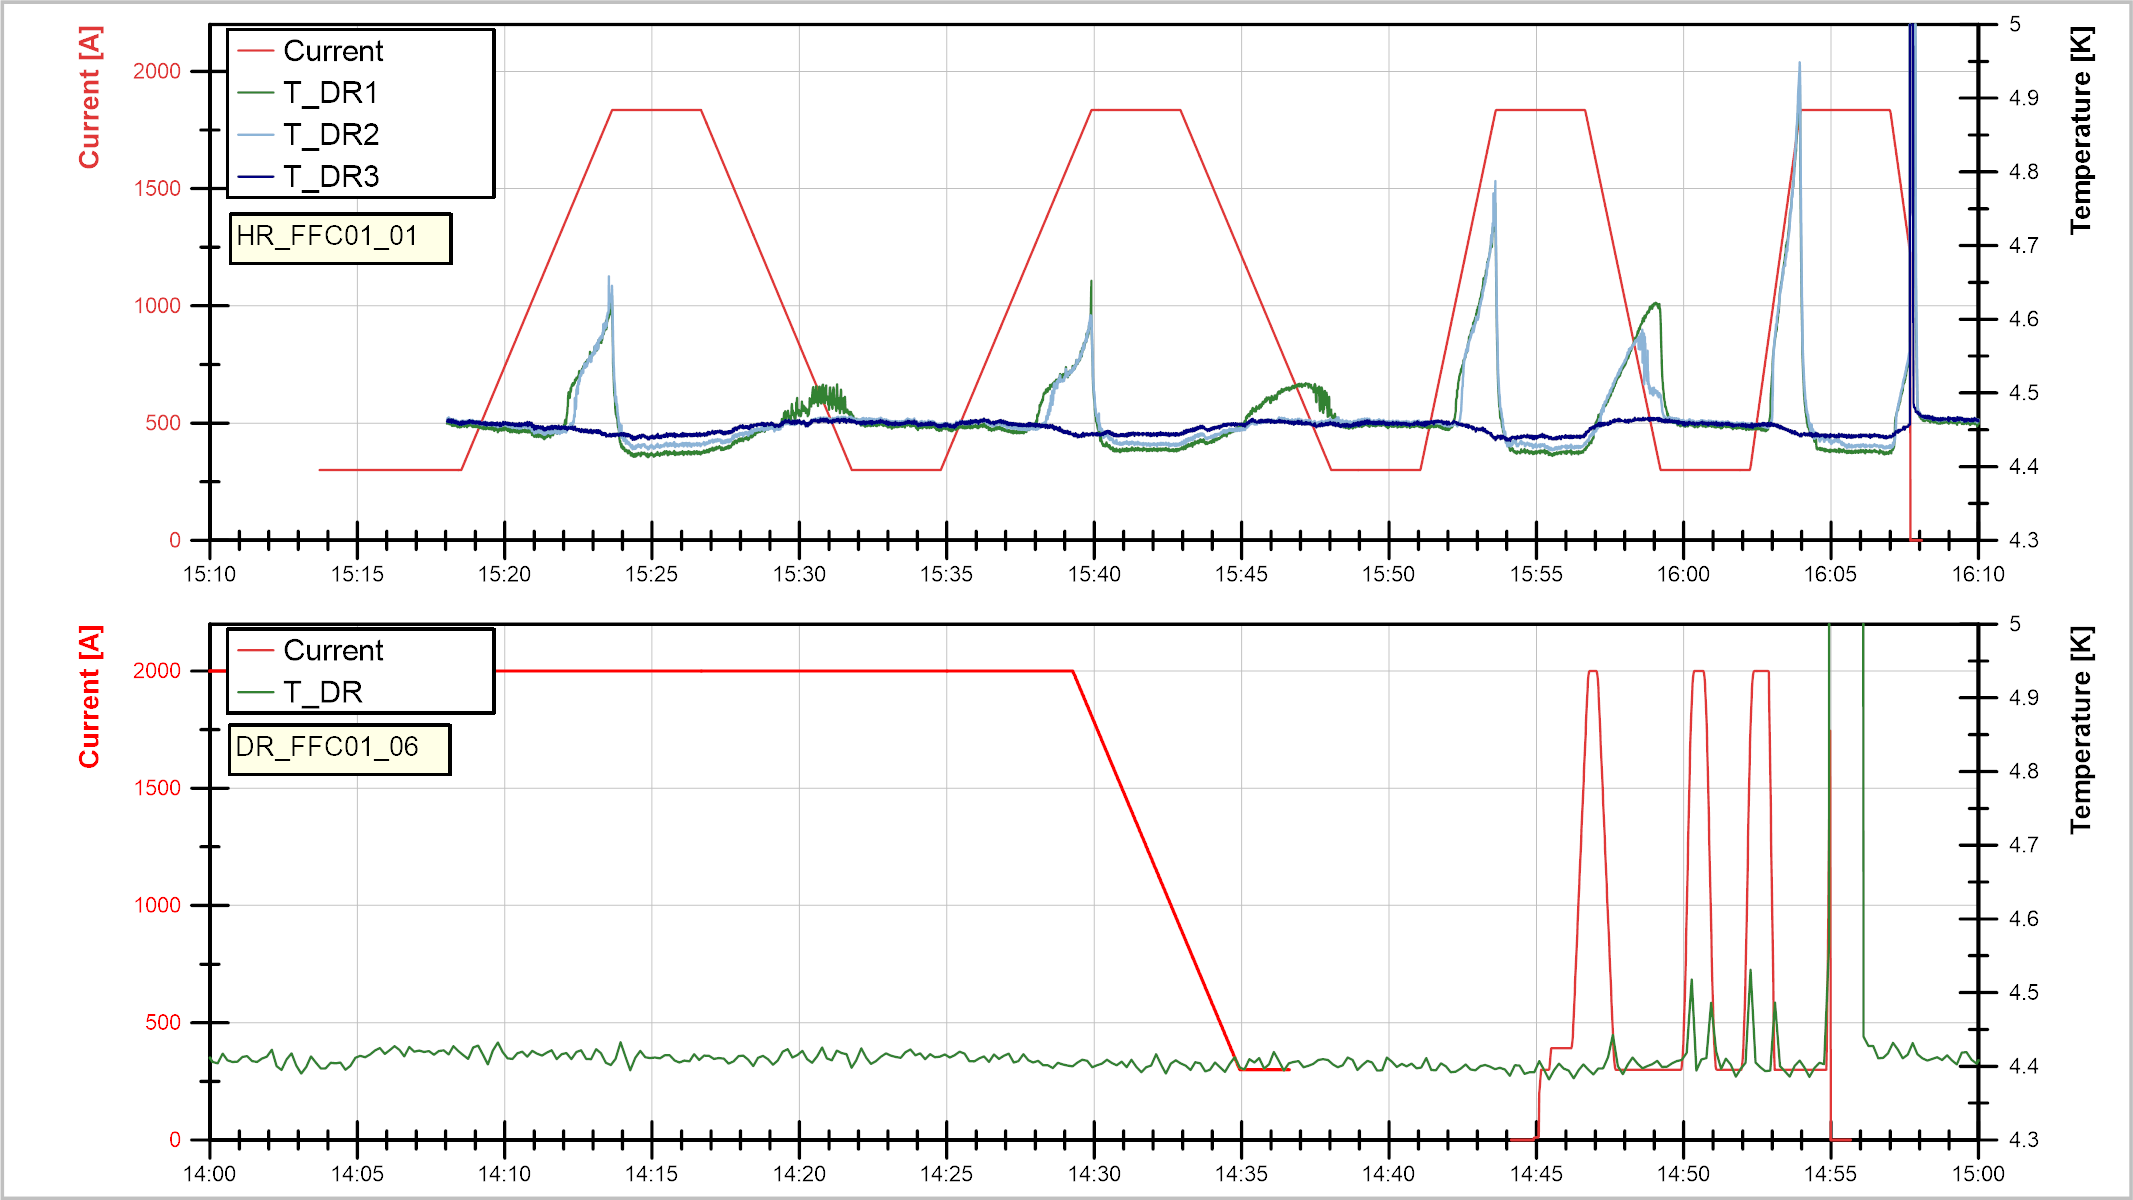 Current [A]
Temperature [K]
Current
T_DR1
T_DR2
T_DR3
HR_FFC01_01
2000
1500
1000
500
0
5
4.9
4.8
4.7
4.6
4.5
4.4
4.3
15:10 15:15 15:20 15:25 15:30 15:35 15:40 15:45 15:50 15:55 16:00 16:05 16:10
Current [A]
Temperature [K]
Current
T_DR
DR_FFC01_06
2000
1500
1000
500
0
5
4.9
4.8
4.7
4.6
4.5
4.4
4.3
14:00 14:05 14:10 14:15 14:20 14:25 14:30 14:35 14:40 14:45 14:50 14:55 15:00